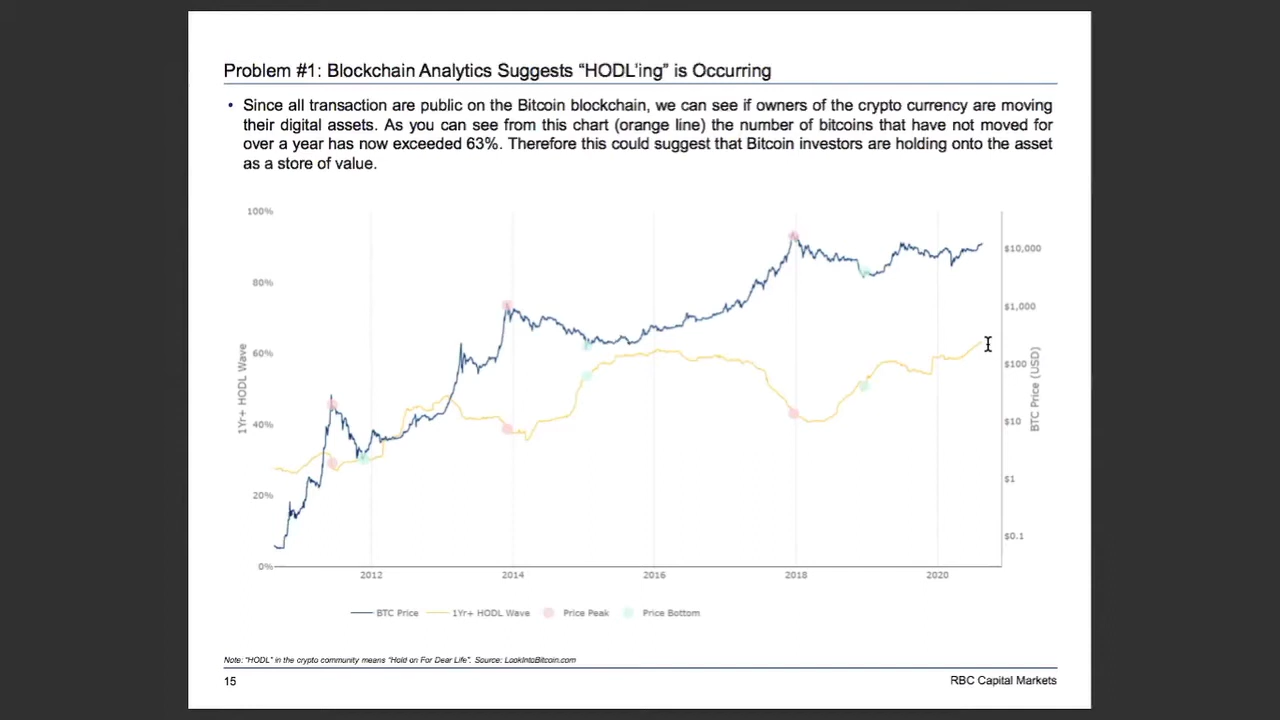 Problem #1: Blockchain Analytics Suggests “HODL’ing” is Occurring
• Since all transaction are public on the Bitcoin blockchain, we can see if owners of the crypto currency are moving
their digital assets. As you can see from this chart (orange line) the number of bitcoins that have not moved for
over a year has now exceeded 63%. Therefore this could suggest that Bitcoin investors are holding onto the asset
as a store of value.
100%
80%
60%
40%
20%
0%
1Yr+ HODL Wave
$10,000
$1,000
$100
$10
$1
$0.1
BTC Price (USD)
2012 2014 2016 2018 2020
BTC Price 1Yr+ HODL Wave Price Peak Price Bottom
Note: “HODL” in the crypto community means “Hold on For Dear Life”. Source: LookIntoBitcoin.com
15 RBC Capital Markets